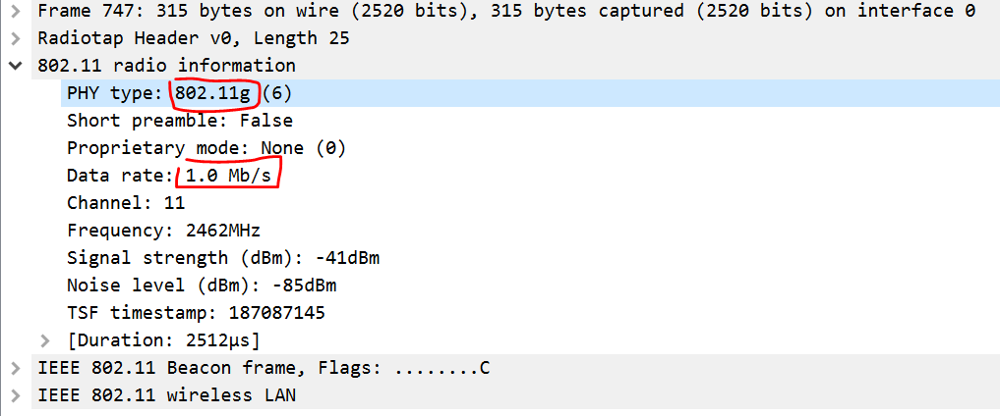 Frame 747: 315 bytes on wire (2520 bits), 315 bytes captured (2520 bits) on interface 0
Radiotap Header v0, Length 25
802.11 radio information
PHY type: 802.11g (6)
Short preamble: False
Proprietary mode: None (0)
Data rate: 1.0 Mb/s
Channel: 11
Frequency: 2462MHz
Signal strength (dBm): -41dBm
Noise level (dBm): -85dBm
TSF timestamp: 187087145
[Duration: 2512µs]
IEEE 802.11 Beacon frame, Flags: ........C
IEEE 802.11 wireless LAN